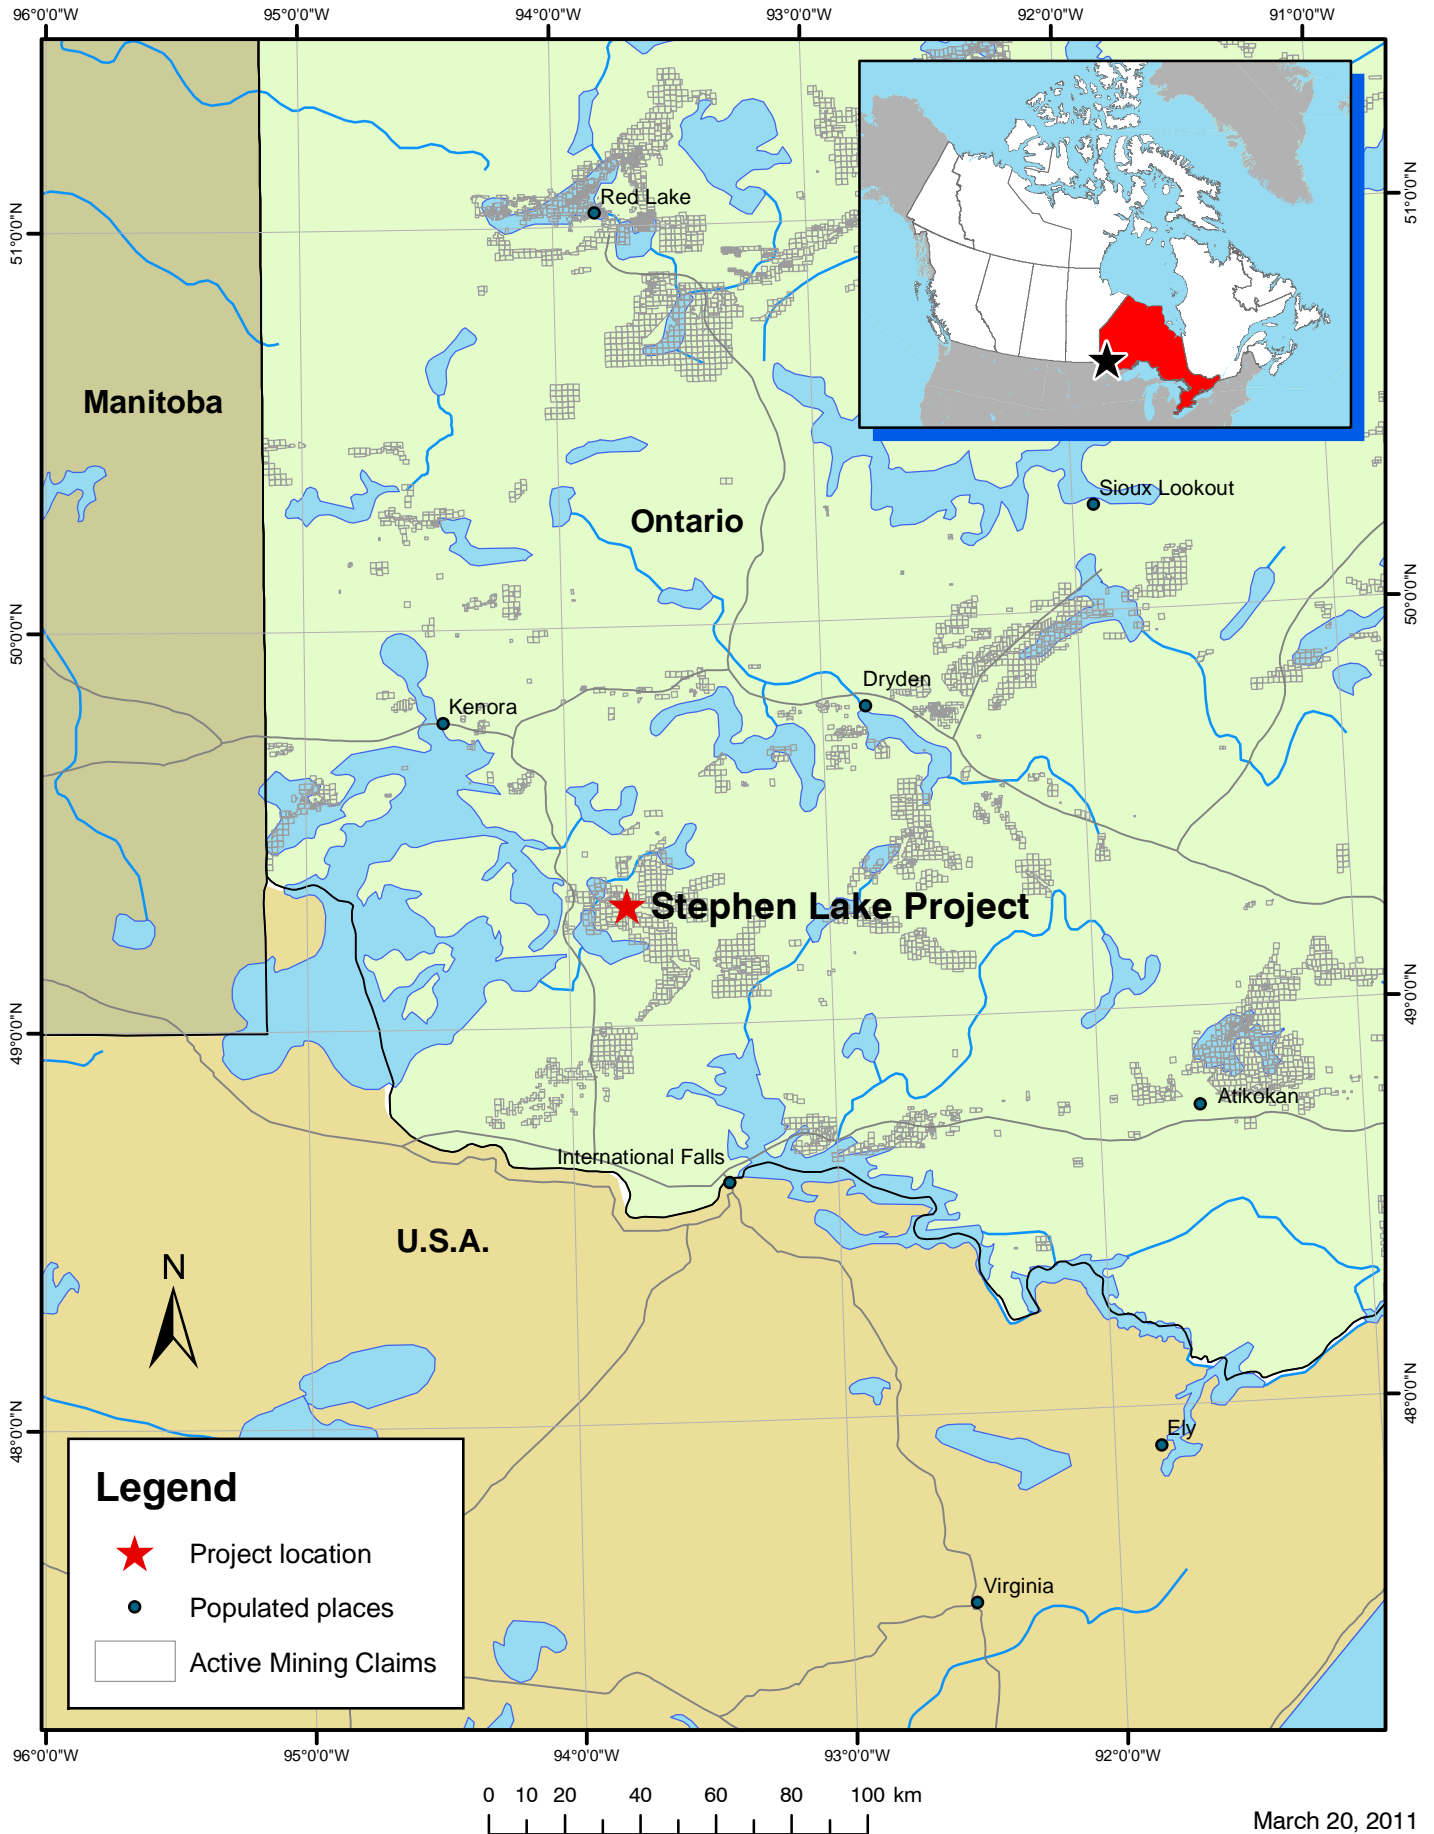 96°0'0"W 95°0'0"W 94°0'0"W 93°0'0"W 92°0'0"W 91°0'0"W
51°0'0"N
51°0'0"N
Red Lake
Manitoba
Sioux Lookout
Ontario
50°0'0"N
50°0'0"N
Dryden
Kenora
Stephen Lake Project
49°0'0"N
49°0'0"N
Atikokan
International Falls
U.S.A.
N
48°0'0"N
48°0'0"N
Ely
Legend
Project location
Populated places
Active Mining Claims
Virginia
96°0'0"W 95°0'0"W 94°0'0"W 93°0'0"W 92°0'0"W
0 10 20 40 60 80 100 km
March 20, 2011